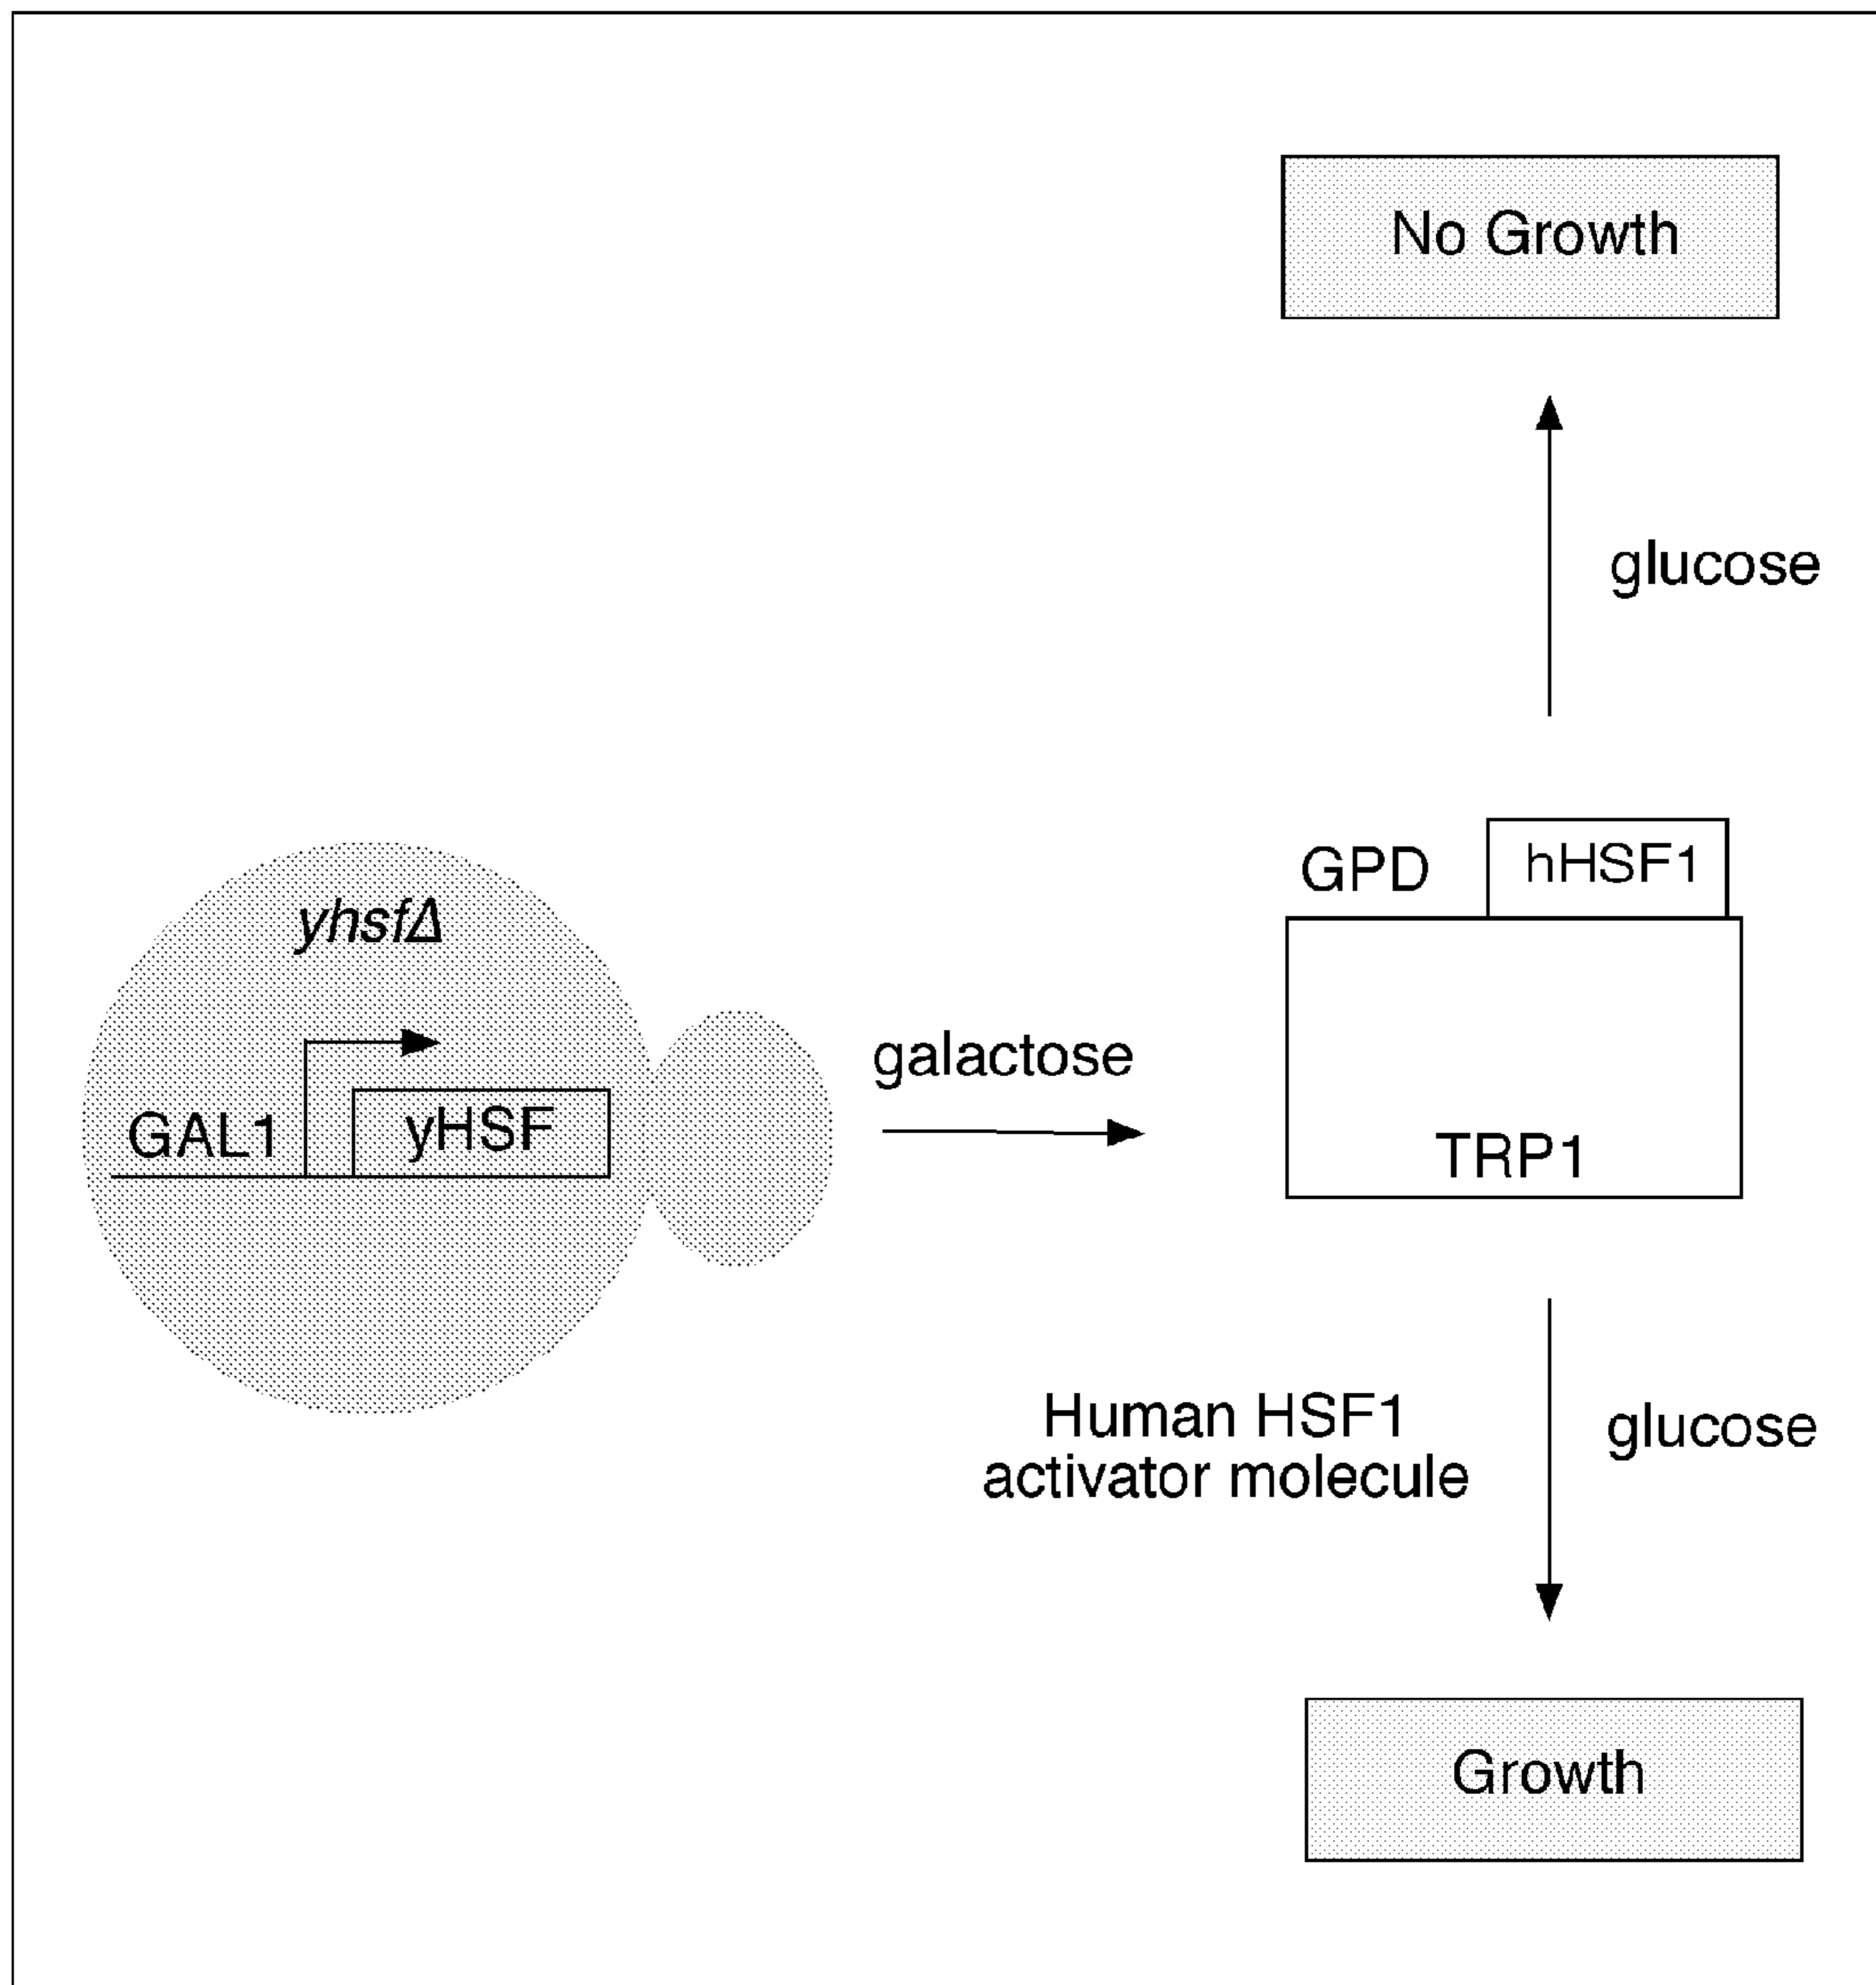 No Growth
glucose
GPD
hHSF1
yhsfΔ
galactose
GAL1
yHSF
TRP1
Human HSF1
activator molecule
glucose
Growth